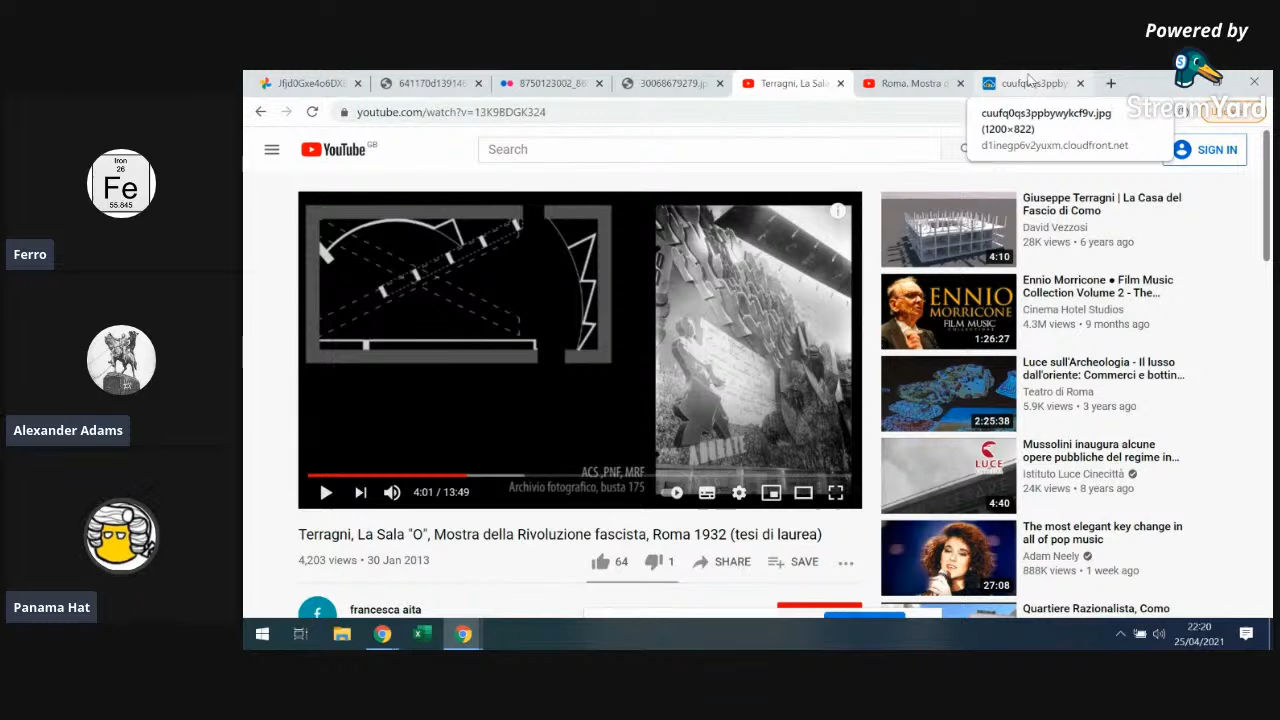 Powered by
StreamYard
Iron
26
Fe
55.845
Ferro
Alexander Adams
Panama Hat
Jfjd0Gxe4o6DX
641170d139146
8750123002_8
30068679279.jp
Terragni, La Sala
Roma, Mostra d
cuufq0qs3ppby
youtube.com/watch?v=13K9BDGK324
cuufq0qs3ppbywykcf9v.jpg
(1200×822)
d1inegp6v2yuxm.cloudfront.net
YouTube GB
Search
SIGN IN
ACS ,PNF, MRF
Archivio fotografico, busta 175
4:01 / 13:49
Terragni, La Sala "O", Mostra della Rivoluzione fascista, Roma 1932 (tesi di laurea)
4,203 views • 30 Jan 2013
64
1
SHARE
SAVE
francesca aita
Giuseppe Terragni | La Casa del
Fascio di Como
David Vezzosi
28K views • 6 years ago
4:10
ENNIO
MORRICONE
FILM MUSIC
1:26:27
Ennio Morricone ● Film Music
Collection Volume 2 - The...
Cinema Hotel Studios
4.3M views • 9 months ago
Luce sull'Archeologia - Il lusso
dall'oriente: Commerci e bottin...
Teatro di Roma
5.9K views • 3 years ago
2:25:38
LUCE
Mussolini inaugura alcune
opere pubbliche del regime in...
Istituto Luce Cinecittà
24K views • 8 years ago
4:40
The most elegant key change in
all of pop music
Adam Neely
888K views • 1 week ago
27:08
Quartiere Razionalista, Como
22:20
25/04/2021